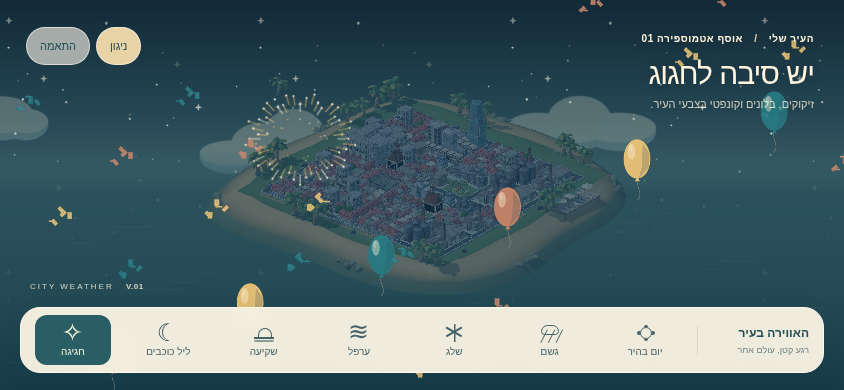 העיר שלי / אוסף אטמוספירה 01
יש סיבה לחגוג
זיקוקים, בלונים וקונפטי בצבעי העיר.
ניגון
התאמה
CITY WEATHER V.01
האווירה בעיר
רגע קטן, עולם אחר
יום בהיר
גשם
שלג
ערפל
שקיעה
ליל כוכבים
חגיגה